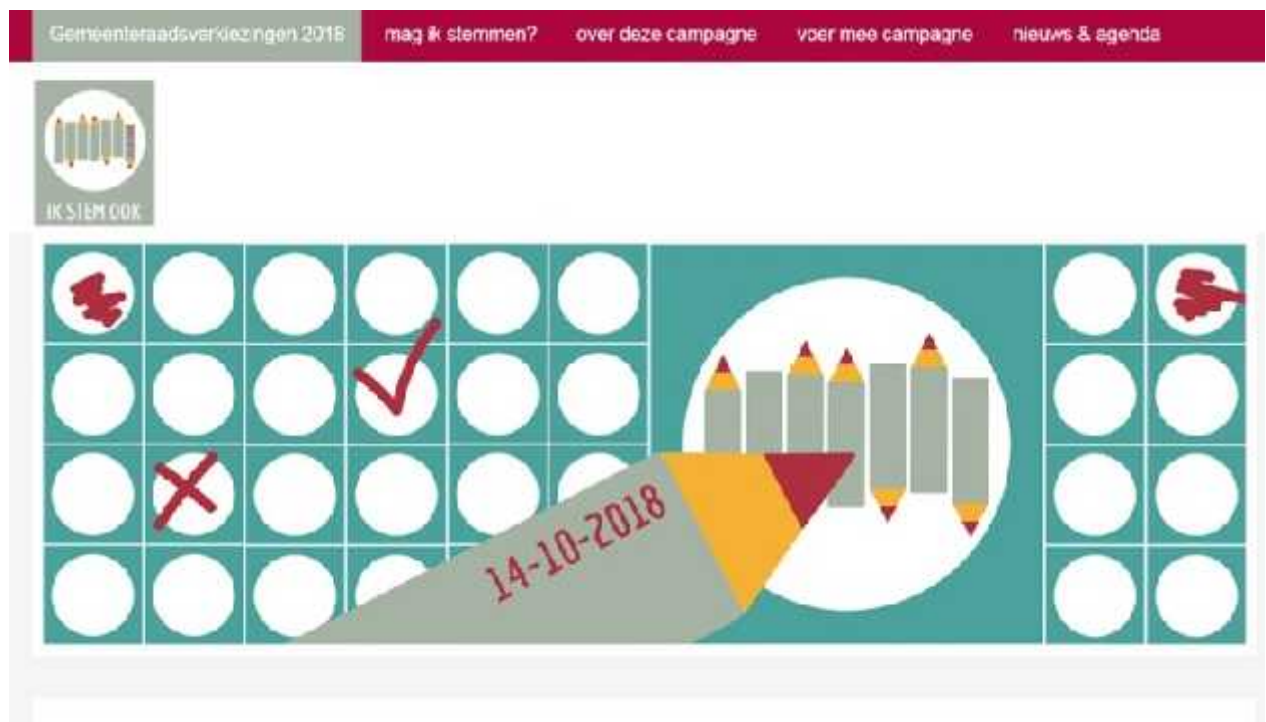 Gemeenteraadsverkiezingen 2018 mag ik stemmen? over deze campagne voer mee campagne nieuws & agenda
IK STEM OOK
14-10-2018